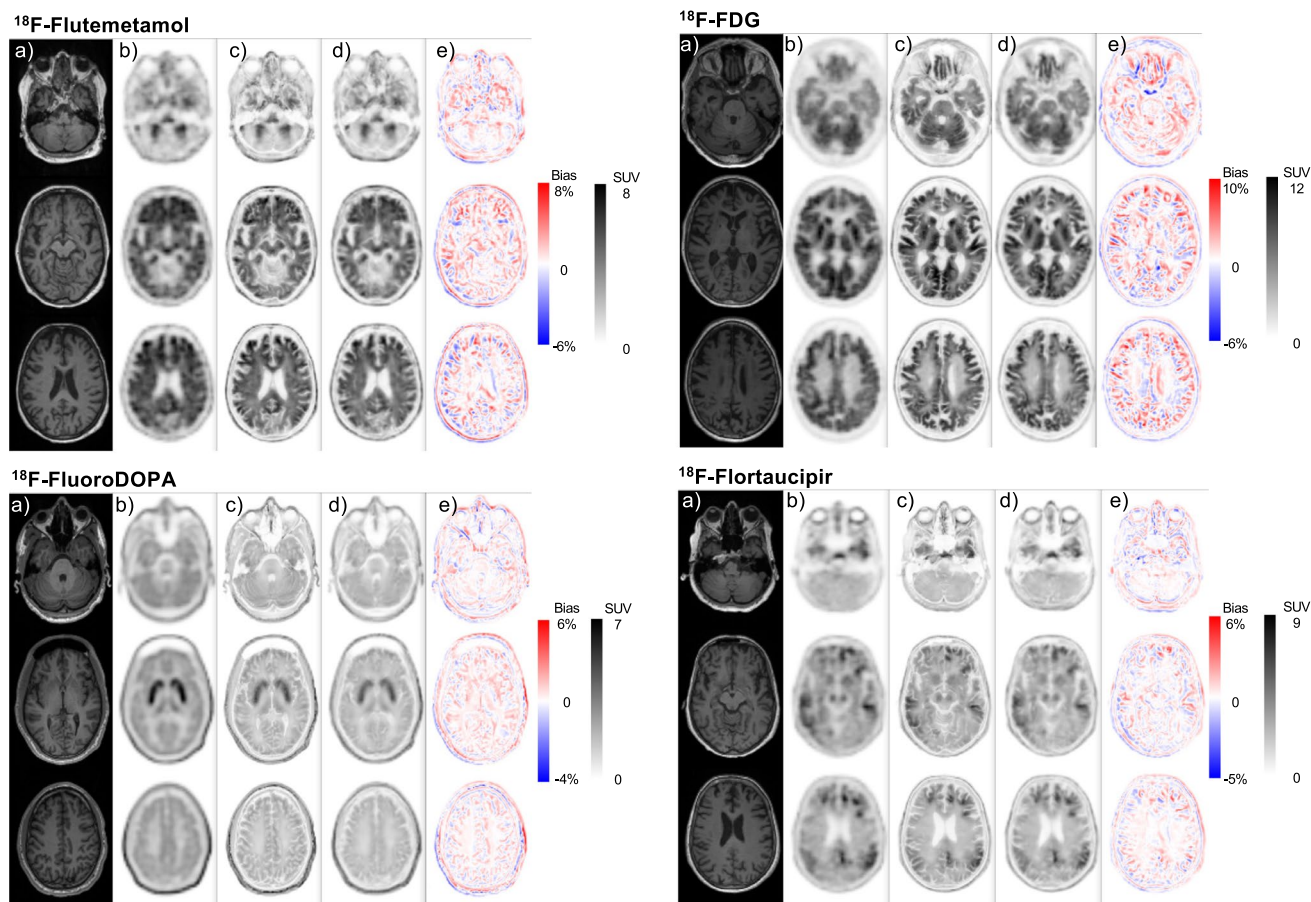 ¹⁸F-Flutemetamol
a) b) c) d) e)
Bias SUV
8% 8
0
-6% 0
¹⁸F-FDG
a) b) c) d) e)
Bias SUV
10% 12
0
-6% 0
¹⁸F-FluoroDOPA
a) b) c) d) e)
Bias SUV
6% 7
0
-4% 0
¹⁸F-Flortaucipir
a) b) c) d) e)
Bias SUV
6% 9
0
-5% 0